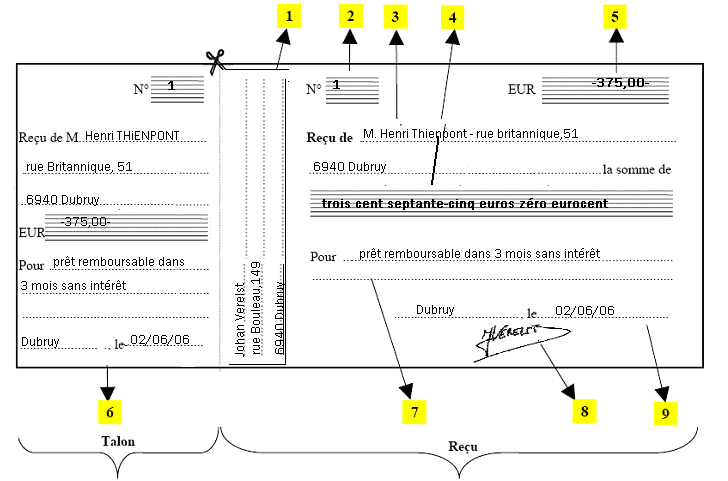 1 2 3 4 5
N° 1
Reçu de M. Henri THiENPONT
rue Britannique, 51
6940 Dubruy
EUR -375,00-
Pour prêt remboursable dans
3 mois sans intérêt
Dubruy , le 02/06/06
Johan Verelst
rue Bouleau,149
6940 Dubruy
N° 1 EUR -375,00-
Reçu de M. Henri Thienpont - rue britannique,51
6940 Dubruy la somme de
trois cent septante-cinq euros zéro eurocent
Pour prêt remboursable dans 3 mois sans intérêt
Dubruy , le 02/06/06
JVERELST
6 7 8 9
Talon Reçu